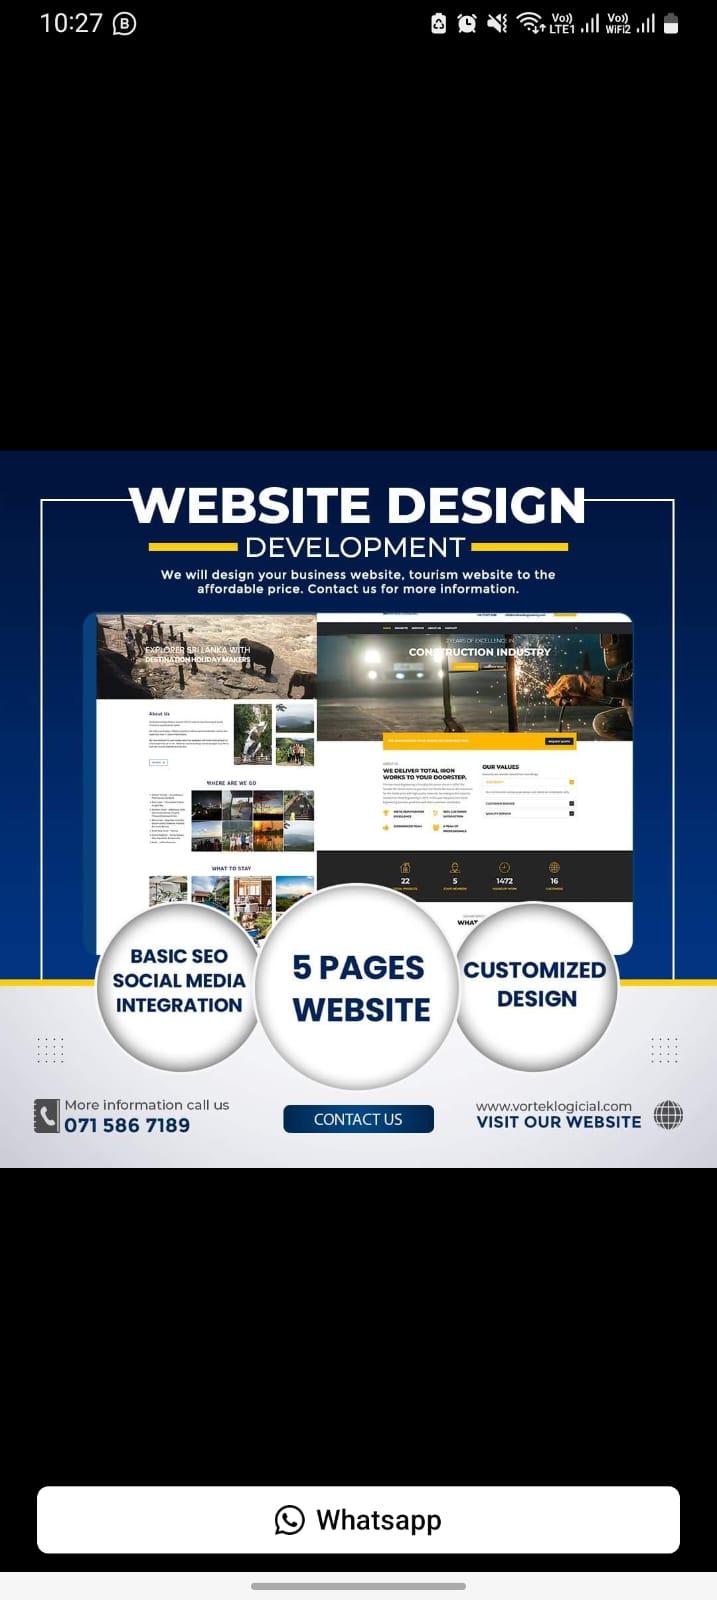 10:27
Vo)) LTE1 Vo)) WiFi2
WEBSITE DESIGN
DEVELOPMENT
We will design your business website, tourism website to the
affordable price. Contact us for more information.
EXPLORER SRI LANKA WITH
DESTINATION HOLIDAY MAKERS
About Us
WHERE ARE WE GO
WHAT TO STAY
YEARS OF EXCELLENCE IN
CONSTRUCTION INDUSTRY
WE DELIVER TOTAL IRON
WORKS TO YOUR DOORSTEP.
OUR VALUES
22
5
1472
16
BASIC SEO
SOCIAL MEDIA
INTEGRATION
5 PAGES
WEBSITE
CUSTOMIZED
DESIGN
More information call us
071 586 7189
CONTACT US
www.vorteklogicial.com
VISIT OUR WEBSITE
Whatsapp